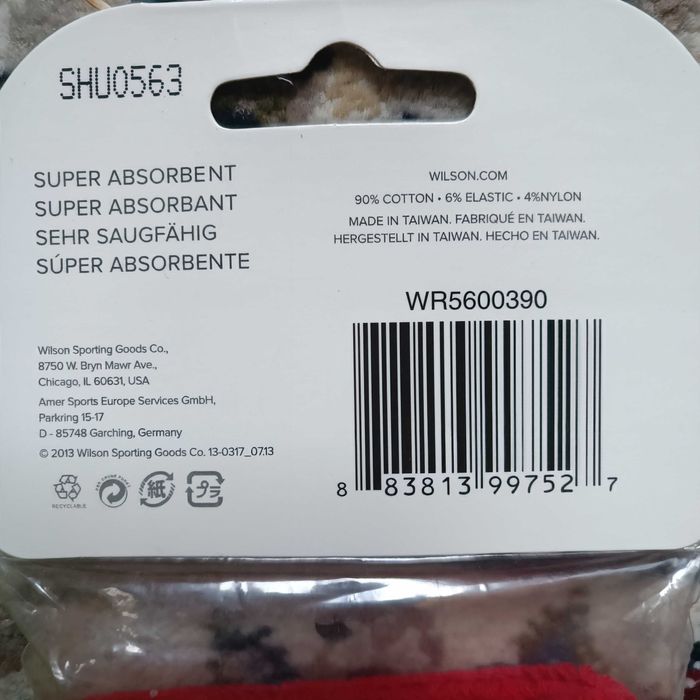 SHU0563
SUPER ABSORBENT
SUPER ABSORBANT
SEHR SAUGFÄHIG
SÚPER ABSORBENTE
WILSON.COM
90% COTTON • 6% ELASTIC • 4%NYLON
MADE IN TAIWAN. FABRIQUÉ EN TAIWAN.
HERGESTELLT IN TAIWAN. HECHO EN TAIWAN.
WR5600390
8 83813 99752 7
Wilson Sporting Goods Co.,
8750 W. Bryn Mawr Ave.,
Chicago, IL 60631, USA
Amer Sports Europe Services GmbH,
Parkring 15-17
D - 85748 Garching, Germany
© 2013 Wilson Sporting Goods Co. 13-0317_07.13
RECYCLABLE
紙
プラ